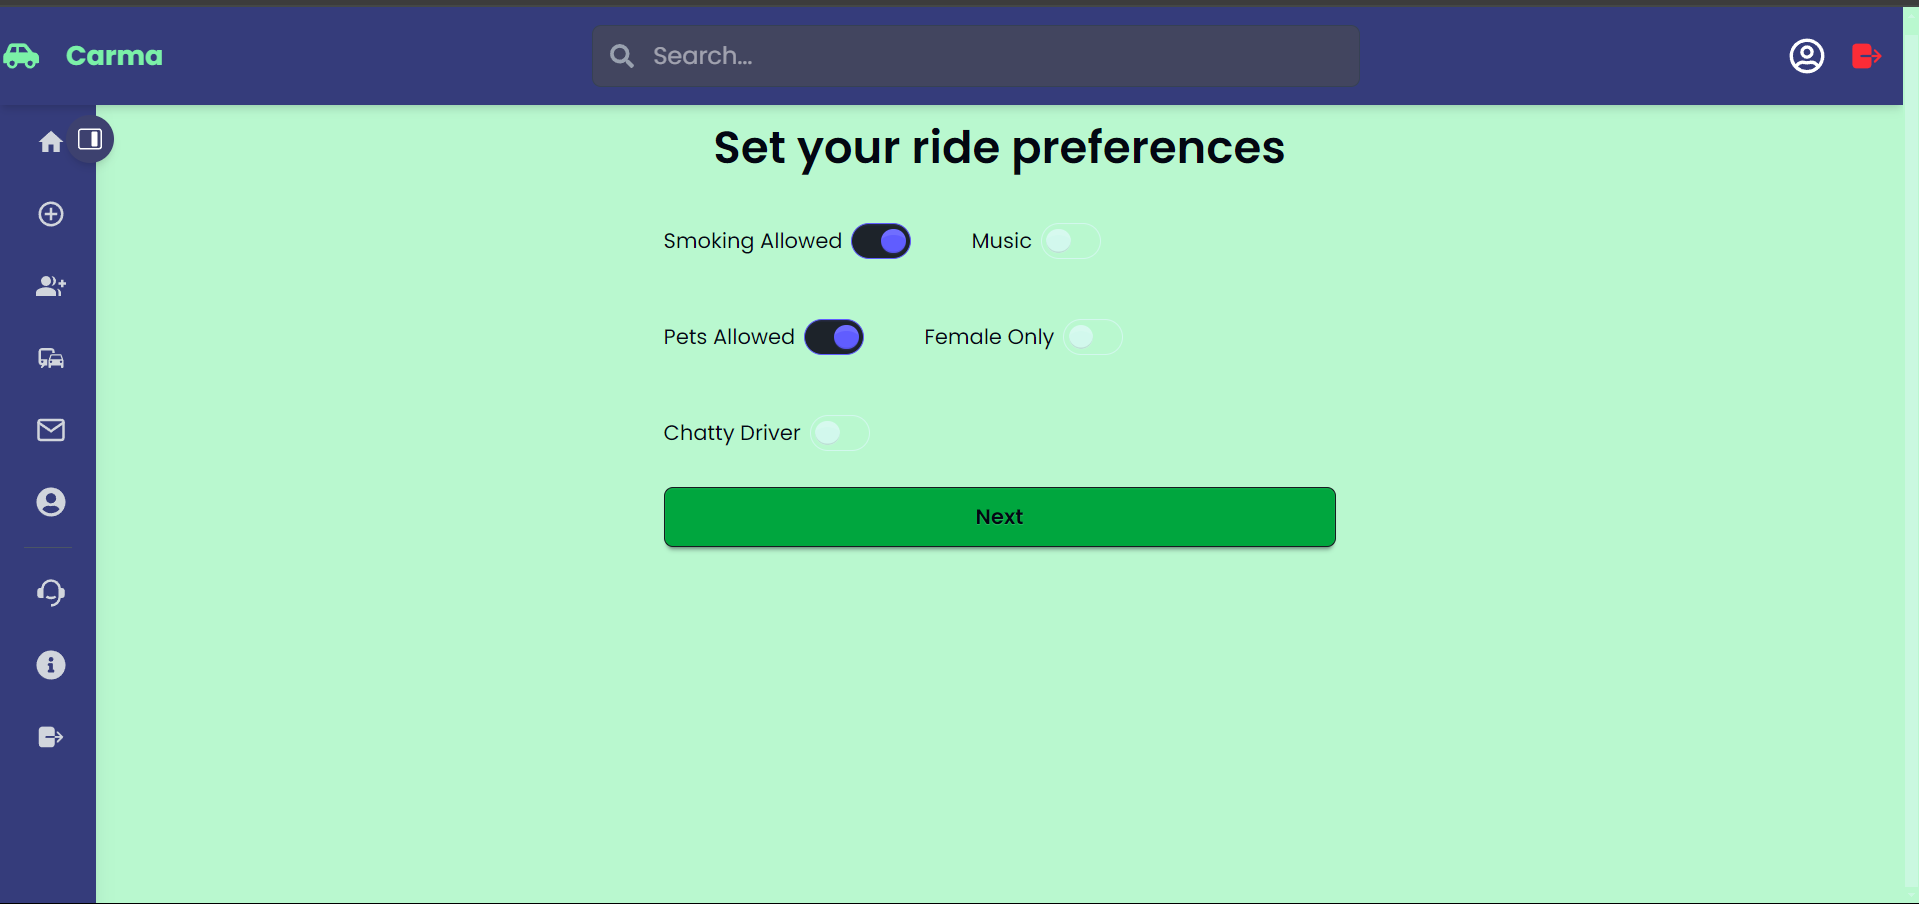 Carma
Search...
Set your ride preferences
Smoking Allowed Music
Pets Allowed Female Only
Chatty Driver
Next